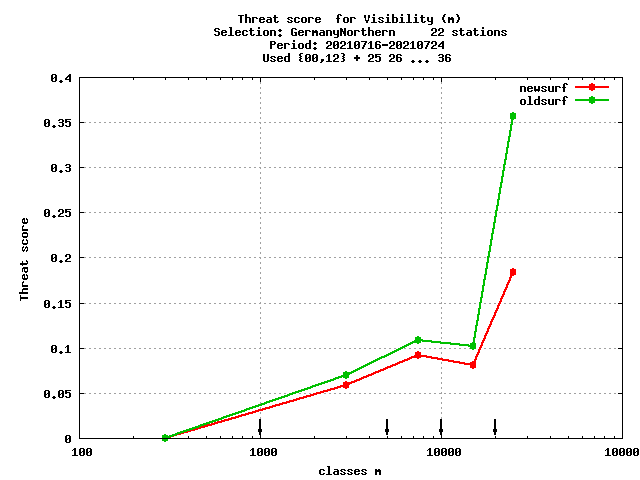 Threat score  for Visibility (m)
Selection: GermanyNorthern     22 stations
Period: 20210716-20210724
Used {00,12} + 25 26 ... 36
newsurf
oldsurf
0.4
0.35
0.3
0.25
0.2
0.15
0.1
0.05
0
Threat score
100 1000 10000 10000
classes m